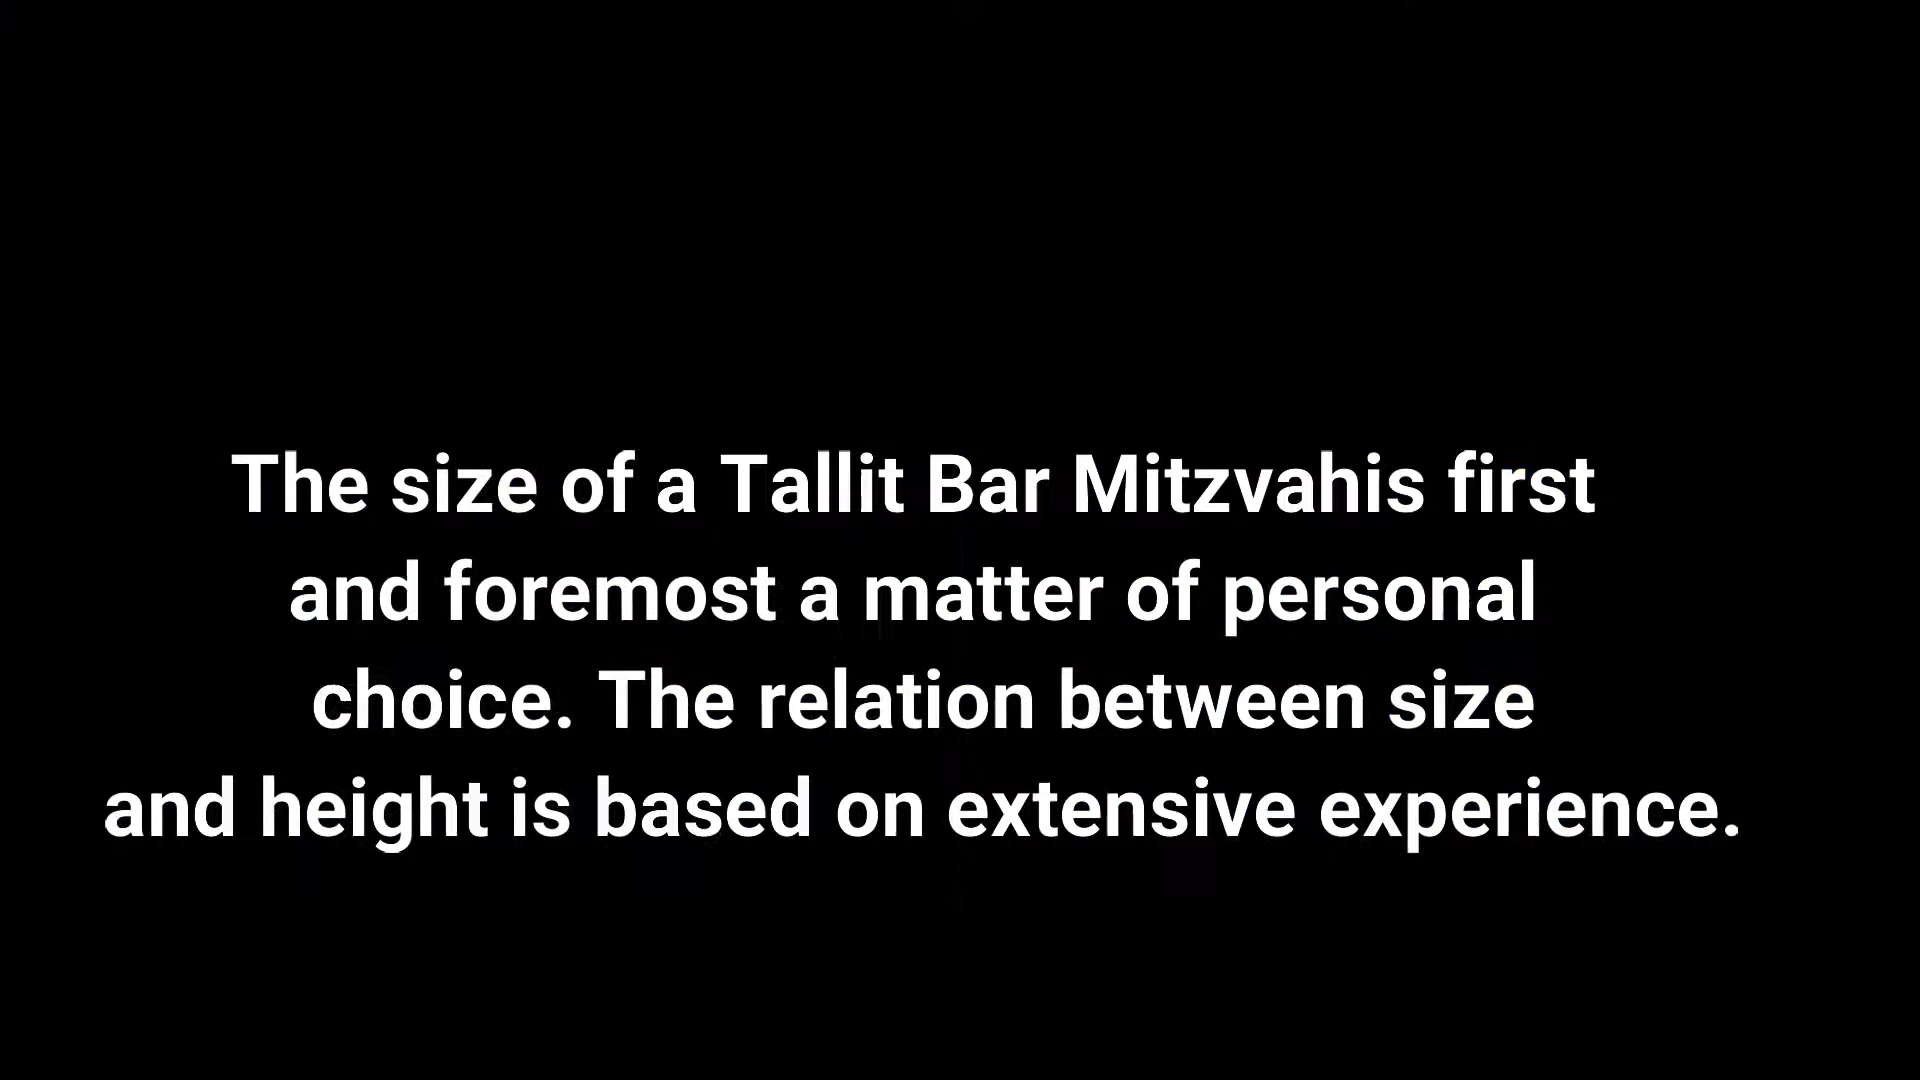 The size of a Tallit Bar Mitzvahis first
and foremost a matter of personal
choice. The relation between size
and height is based on extensive experience.